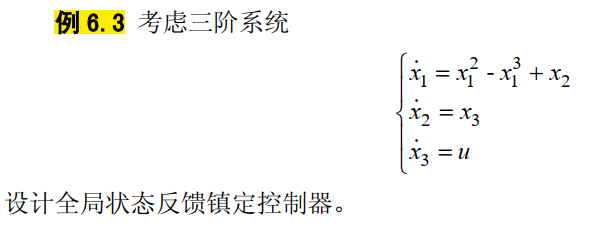 例 6.3 考虑三阶系统
ẋ₁ = x₁² - x₁³ + x₂
ẋ₂ = x₃
ẋ₃ = u
设计全局状态反馈镇定控制器。